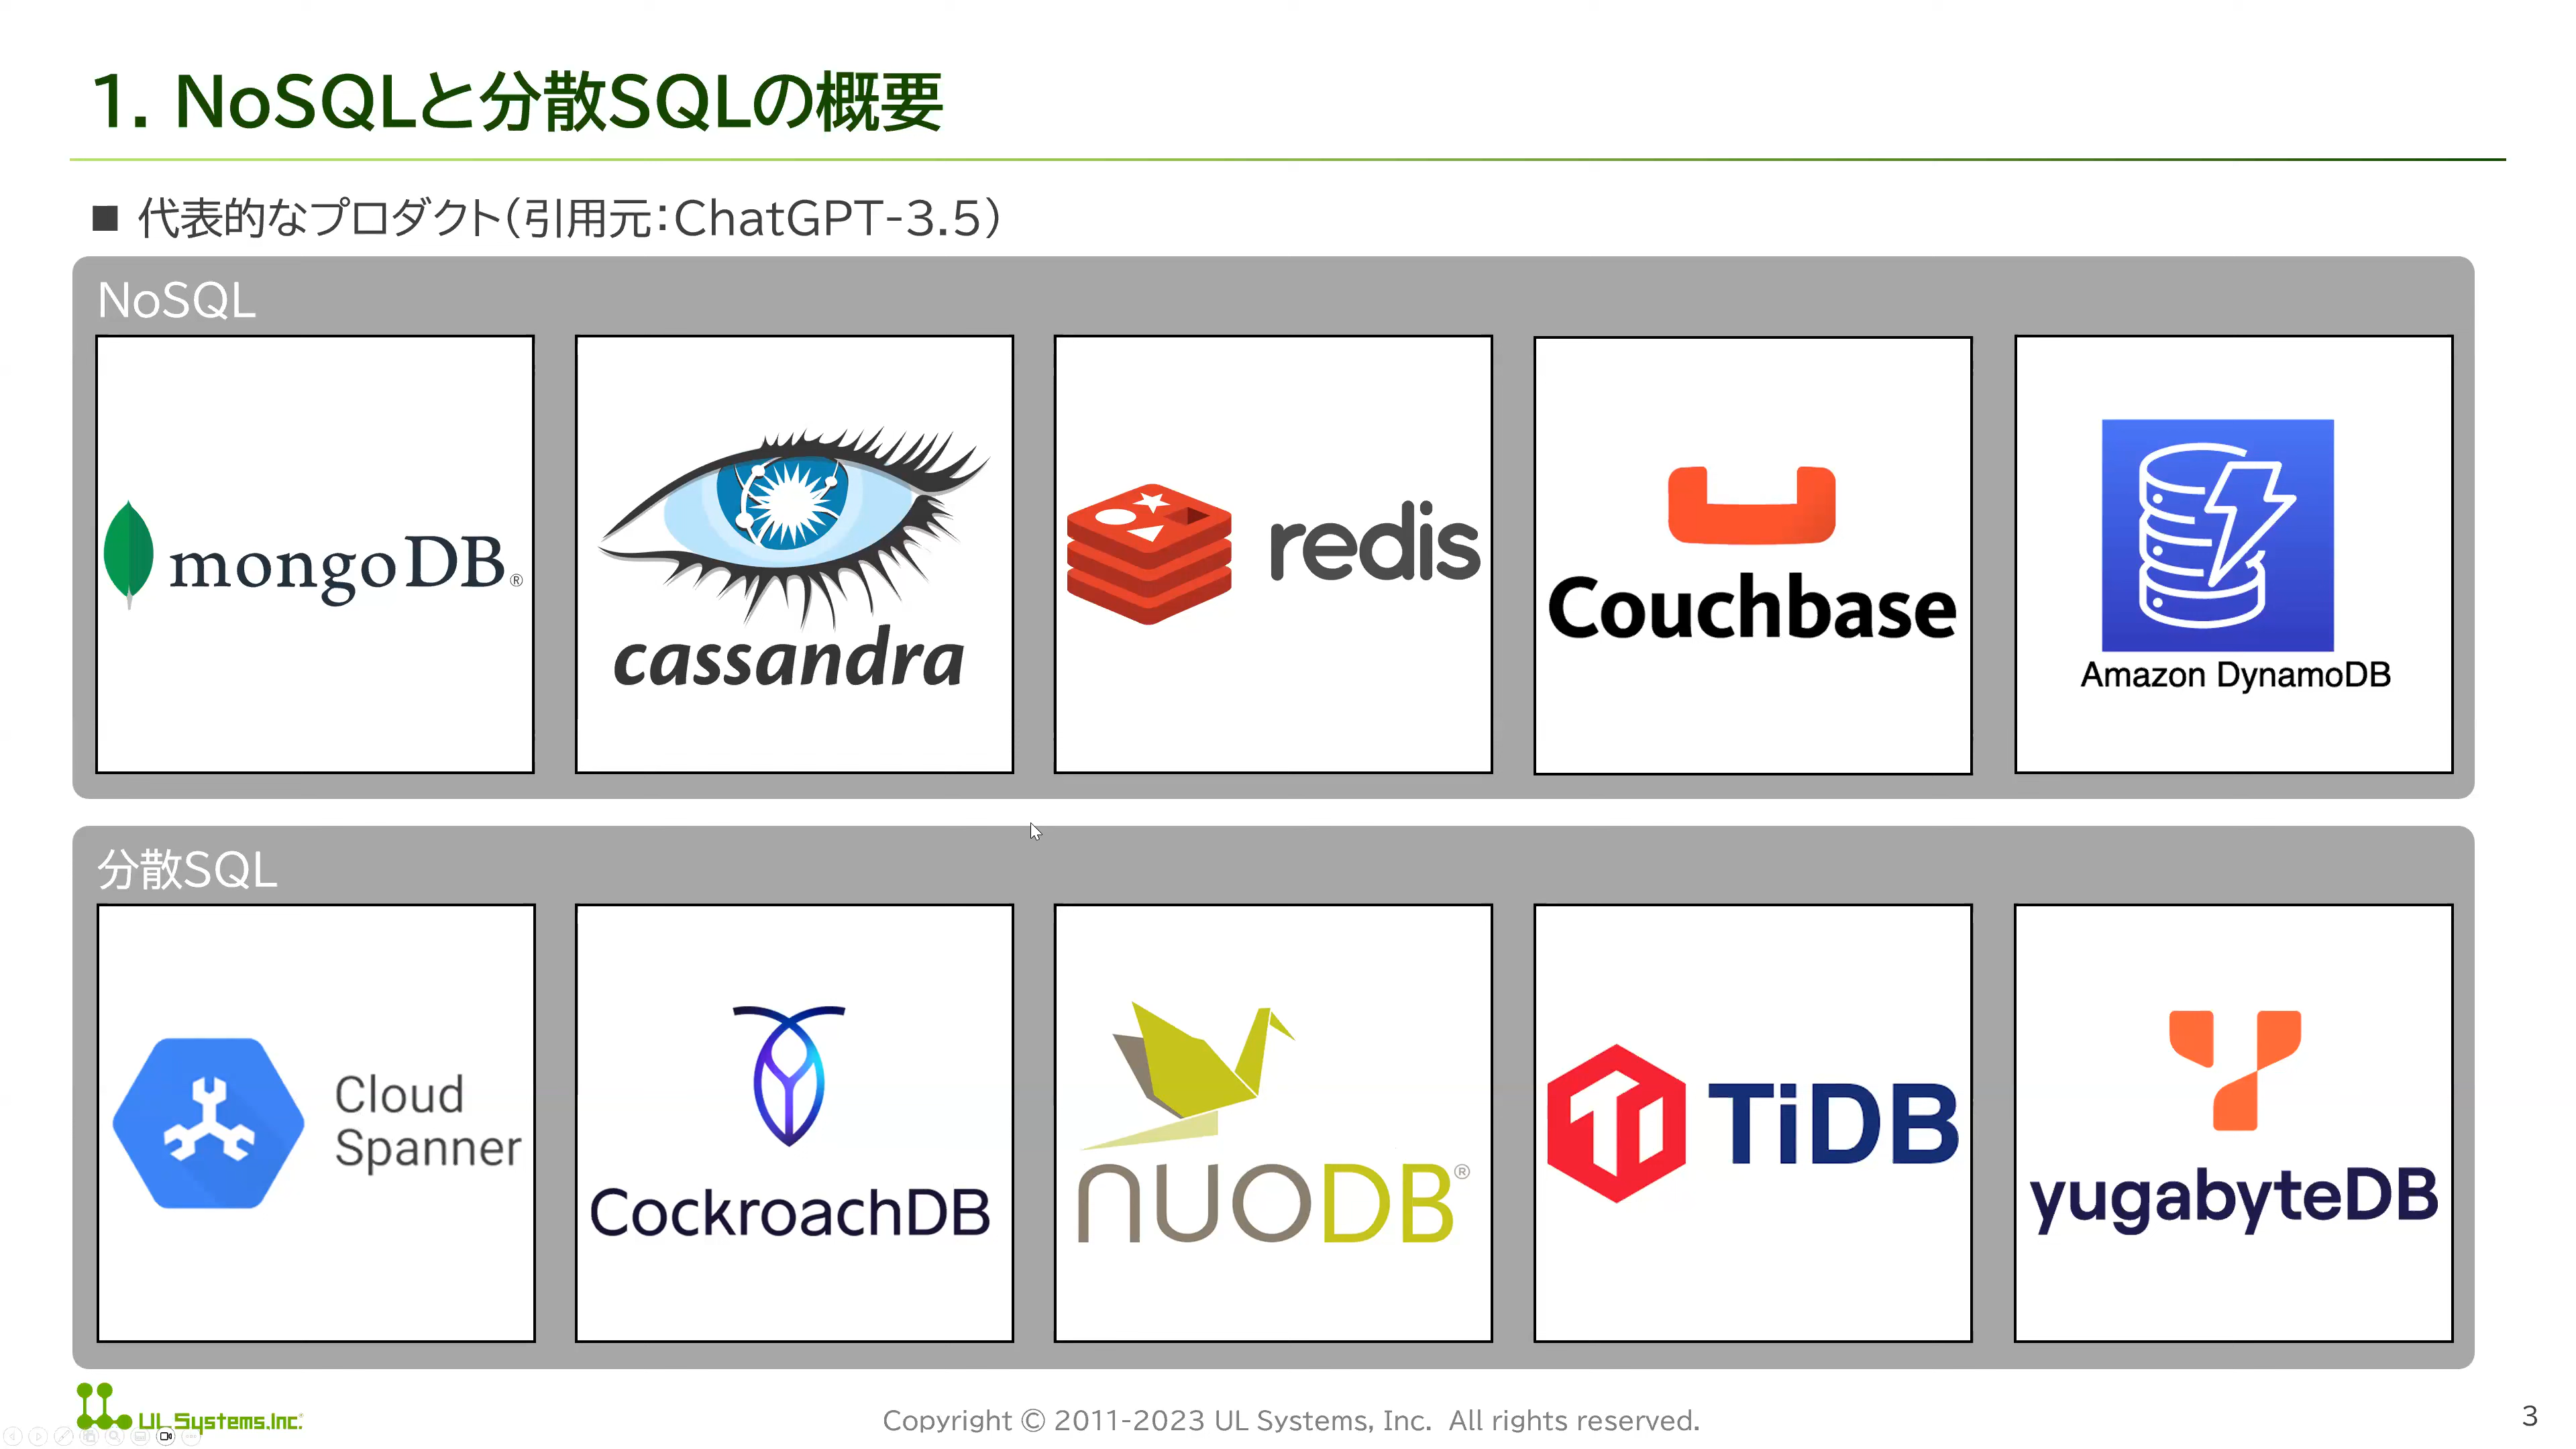 1. NoSQLと分散SQLの概要
■ 代表的なプロダクト（引用元：ChatGPT-3.5）
NoSQL
mongoDB®
cassandra
redis
Couchbase
Amazon DynamoDB
分散SQL
Cloud
Spanner
CockroachDB
NUODB®
TiDB
yugabyteDB
UL Systems,Inc.
Copyright © 2011-2023 UL Systems, Inc. All rights reserved.
3